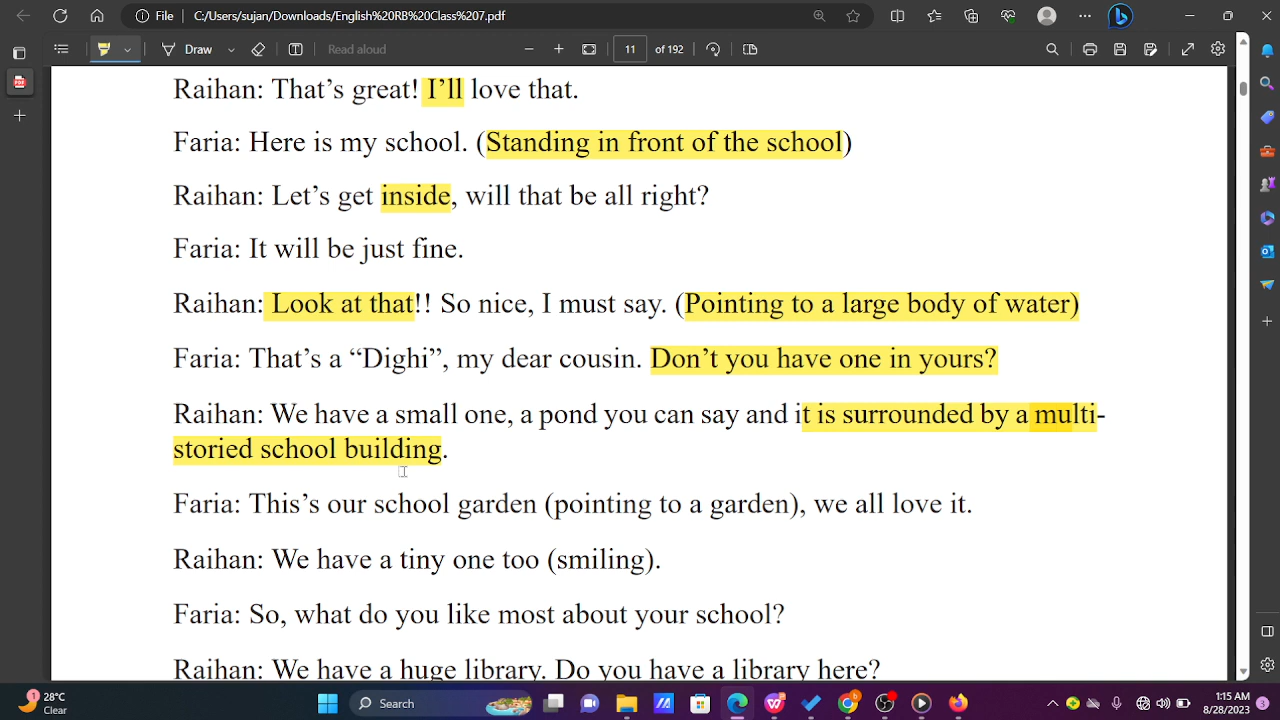 File
C:/Users/sujan/Downloads/English%20RB%20Class%207.pdf
Draw
Read aloud
11 of 192
Raihan: That’s great! I’ll love that.
Faria: Here is my school. (Standing in front of the school)
Raihan: Let’s get inside, will that be all right?
Faria: It will be just fine.
Raihan: Look at that!! So nice, I must say. (Pointing to a large body of water)
Faria: That’s a “Dighi”, my dear cousin. Don’t you have one in yours?
Raihan: We have a small one, a pond you can say and it is surrounded by a multi-
storied school building.
Faria: This’s our school garden (pointing to a garden), we all love it.
Raihan: We have a tiny one too (smiling).
Faria: So, what do you like most about your school?
Raihan: We have a huge library. Do you have a library here?
1
28°C
Clear
Search
1:15 AM
8/28/2023
3